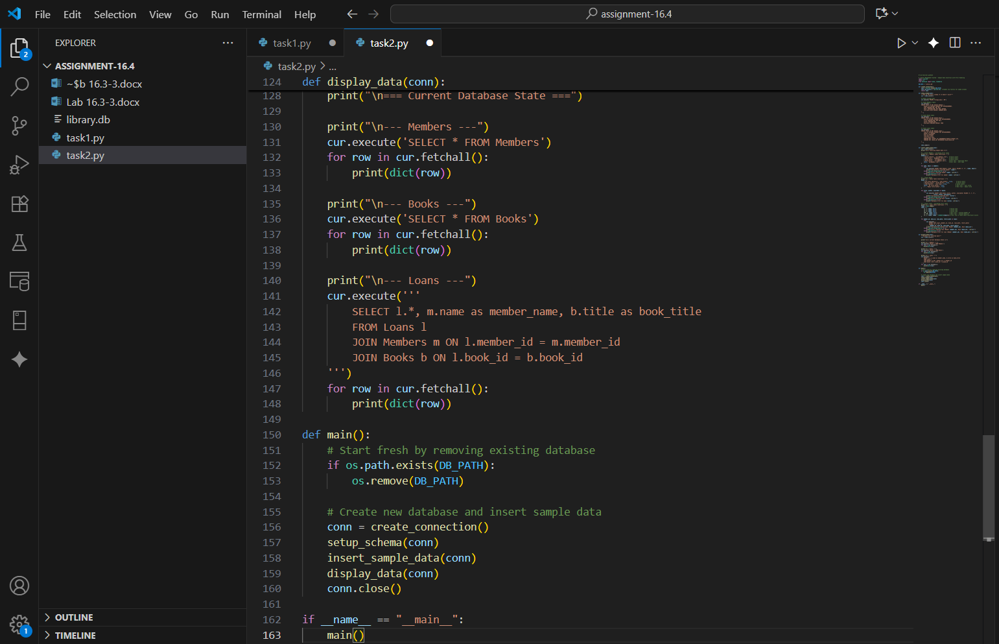 File Edit Selection View Go Run Terminal Help
assignment-16.4
EXPLORER
2
ASSIGNMENT-16.4
~$b 16.3-3.docx
Lab 16.3-3.docx
library.db
task1.py
task2.py
OUTLINE
TIMELINE
1
task1.py
task2.py
task2.py > ...
124 def display_data(conn):
128 print("\n=== Current Database State ===")
129
130 print("\n--- Members ---")
131 cur.execute('SELECT * FROM Members')
132 for row in cur.fetchall():
133 print(dict(row))
134
135 print("\n--- Books ---")
136 cur.execute('SELECT * FROM Books')
137 for row in cur.fetchall():
138 print(dict(row))
139
140 print("\n--- Loans ---")
141 cur.execute('''
142 SELECT l.*, m.name as member_name, b.title as book_title
143 FROM Loans l
144 JOIN Members m ON l.member_id = m.member_id
145 JOIN Books b ON l.book_id = b.book_id
146 ''')
147 for row in cur.fetchall():
148 print(dict(row))
149
150 def main():
151 # Start fresh by removing existing database
152 if os.path.exists(DB_PATH):
153 os.remove(DB_PATH)
154
155 # Create new database and insert sample data
156 conn = create_connection()
157 setup_schema(conn)
158 insert_sample_data(conn)
159 display_data(conn)
160 conn.close()
161
162 if __name__ == "__main__":
163 main()